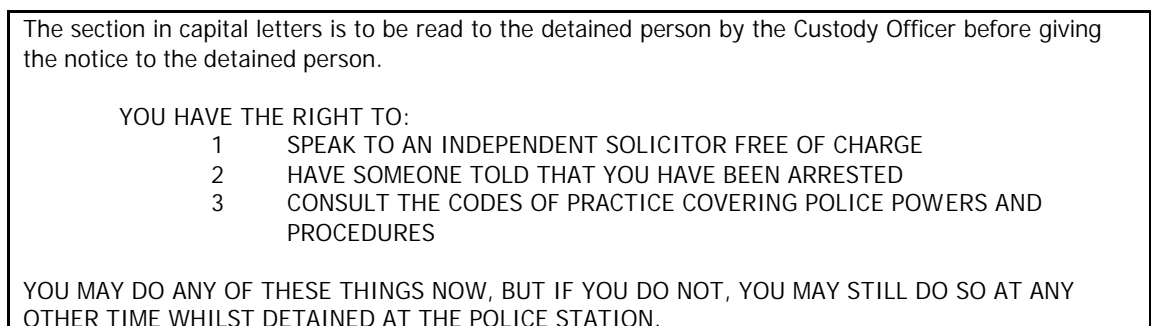 The section in capital letters is to be read to the detained person by the Custody Officer before giving
the notice to the detained person.
YOU HAVE THE RIGHT TO:
1 SPEAK TO AN INDEPENDENT SOLICITOR FREE OF CHARGE
2 HAVE SOMEONE TOLD THAT YOU HAVE BEEN ARRESTED
3 CONSULT THE CODES OF PRACTICE COVERING POLICE POWERS AND
PROCEDURES
YOU MAY DO ANY OF THESE THINGS NOW, BUT IF YOU DO NOT, YOU MAY STILL DO SO AT ANY
OTHER TIME WHILST DETAINED AT THE POLICE STATION.